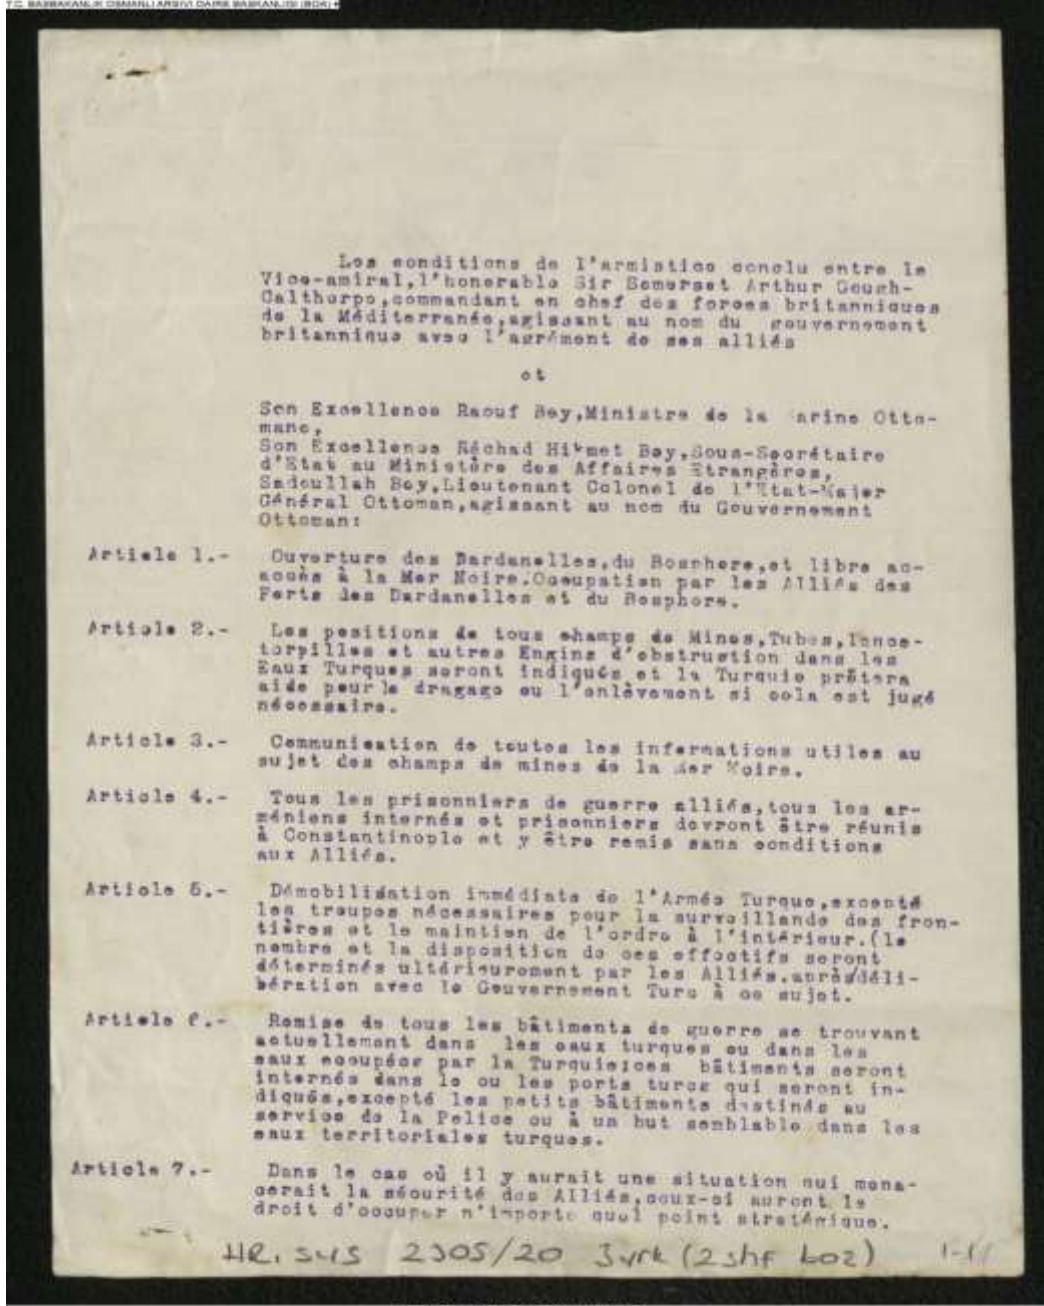 T.C. BAŞBAKANLIK OSMANLI ARŞİVİ DAİRE BAŞKANLIĞI (BOA)
Les conditions de l'armistice conclu entre le
Vice-amiral,l'honorable Sir Somerset Arthur Gough-
Calthorpe,commandant en chef des forces britanniques
de la Méditerranée,agissant au nom du gouvernement
britannique avec l'agrément de ses alliés
et
Son Excellence Raouf Bey,Ministre de la arine Otto-
mane,
Son Excellence Réchad Hikmet Bey,Sous-Secrétaire
d'Etat au Ministère des Affaires Etrangères,
Sadoullah Bey,Lieutenant Colonel de l'Etat-Major
Général Ottoman,agissant au nom du Gouvernement
Ottoman:
Article 1.- Ouverture des Dardanelles,du Bosphore,et libre ac-
accès à la Mer Noire.Occupation par les Alliés des
Forts des Dardanelles et du Bosphore.
Article 2.- Les positions de tous champs de Mines,Tubes,lance-
torpilles et autres Engins d'obstruction dans les
Eaux Turques seront indiqués et la Turquie prêtera
aide pour le dragage ou l'enlèvement si cela est jugé
nécessaire.
Article 3.- Communication de toutes les informations utiles au
sujet des champs de mines de la Mer Noire.
Article 4.- Tous les prisonniers de guerre alliés,tous les ar-
méniens internés et prisonniers devront être réunis
à Constantinople et y être remis sans conditions
aux Alliés.
Article 5.- Démobilisation immédiate de l'Armée Turque,excepté
les troupes nécessaires pour la surveillande des fron-
tières et le maintien de l'ordre à l'intérieur.(le
nombre et la disposition de ces effectifs seront
déterminés ultérieurement par les Alliés.après/déli-
bération avec le Gouvernement Turc à ce sujet.
Article 6.- Remise de tous les bâtiments de guerre se trouvant
actuellement dans les eaux turques ou dans les
eaux occupées par la Turquie;ces bâtiments seront
internés dans le ou les ports turcs qui seront in-
diqués,excepté les petits bâtiments destinés au
service de la Police ou à un but semblable dans les
eaux territoriales turques.
Article 7.- Dans le cas où il y aurait une situation qui mena-
cerait la sécurité des Alliés,ceux-ci auront le
droit d'occuper n'importe quel point stratégique.
HR. SYS 2305/20 3yrk (2shf boz) 1-1